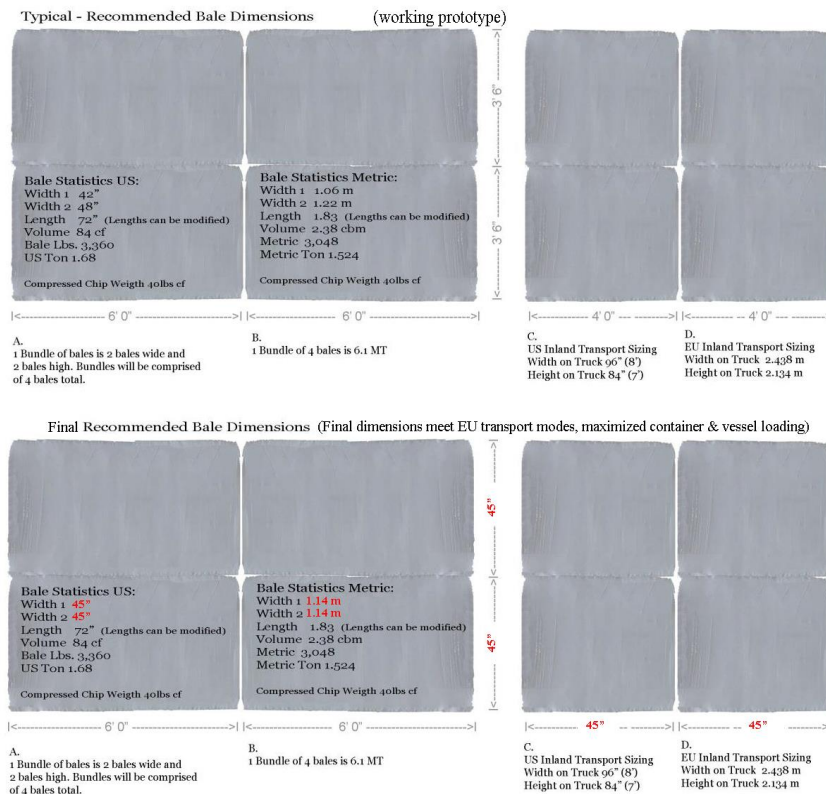 Typical - Recommended Bale Dimensions (working prototype)
3' 6"
Bale Statistics US:
Width 1 42"
Width 2 48"
Length 72" (Lengths can be modified)
Volume 84 cf
Bale Lbs. 3,360
US Ton 1.68
Compressed Chip Weigth 40lbs cf
Bale Statistics Metric:
Width 1 1.06 m
Width 2 1.22 m
Length 1.83 (Lengths can be modified)
Volume 2.38 cbm
Metric 3,048
Metric Ton 1.524
Compressed Chip Weigth 40lbs cf
3' 6"
6' 0"
6' 0"
4' 0"
4' 0"
A.
1 Bundle of bales is 2 bales wide and
2 bales high. Bundles will be comprised
of 4 bales total.
B.
1 Bundle of 4 bales is 6.1 MT
C.
US Inland Transport Sizing
Width on Truck 96" (8')
Height on Truck 84" (7')
D.
EU Inland Transport Sizing
Width on Truck 2.438 m
Height on Truck 2.134 m
Final Recommended Bale Dimensions (Final dimensions meet EU transport modes, maximized container & vessel loading)
45"
Bale Statistics US:
Width 1 45"
Width 2 45"
Length 72" (Lengths can be modified)
Volume 84 cf
Bale Lbs. 3,360
US Ton 1.68
Compressed Chip Weigth 40lbs cf
Bale Statistics Metric:
Width 1 1.14 m
Width 2 1.14 m
Length 1.83 (Lengths can be modified)
Volume 2.38 cbm
Metric 3,048
Metric Ton 1.524
Compressed Chip Weigth 40lbs cf
45"
6' 0"
6' 0"
45"
45"
A.
1 Bundle of bales is 2 bales wide and
2 bales high. Bundles will be comprised
of 4 bales total.
B.
1 Bundle of 4 bales is 6.1 MT
C.
US Inland Transport Sizing
Width on Truck 96" (8')
Height on Truck 84" (7')
D.
EU Inland Transport Sizing
Width on Truck 2.438 m
Height on Truck 2.134 m